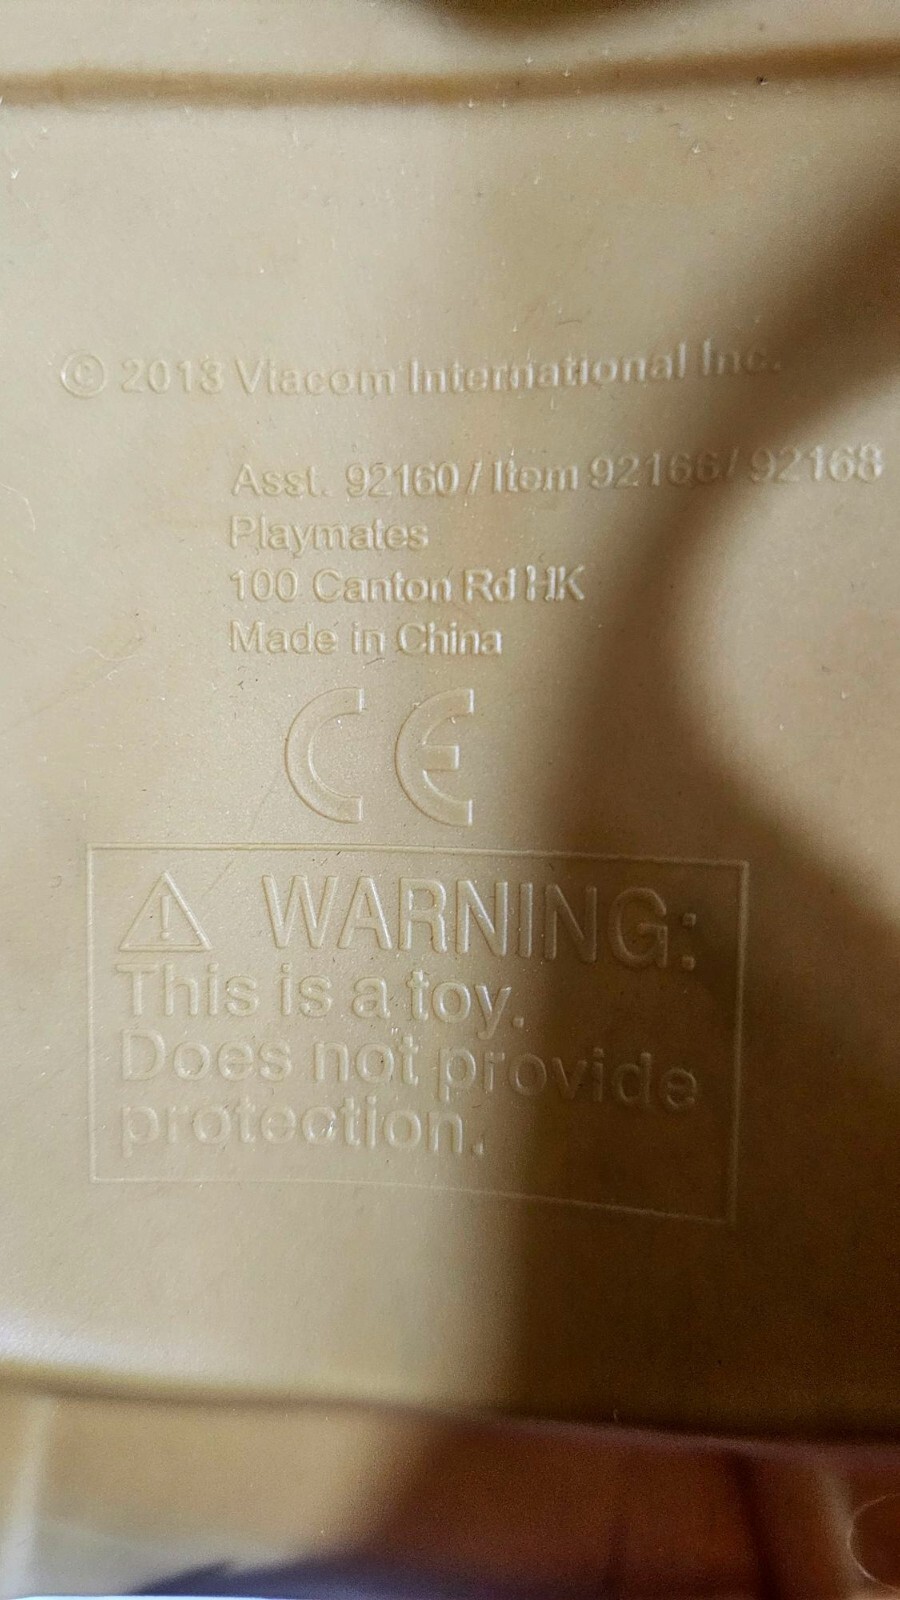 © 2013 Viacom International Inc.
Asst. 92160 / Item 92166 / 92168
Playmates
100 Canton Rd HK
Made in China
CE
WARNING:
This is a toy.
Does not provide
protection.